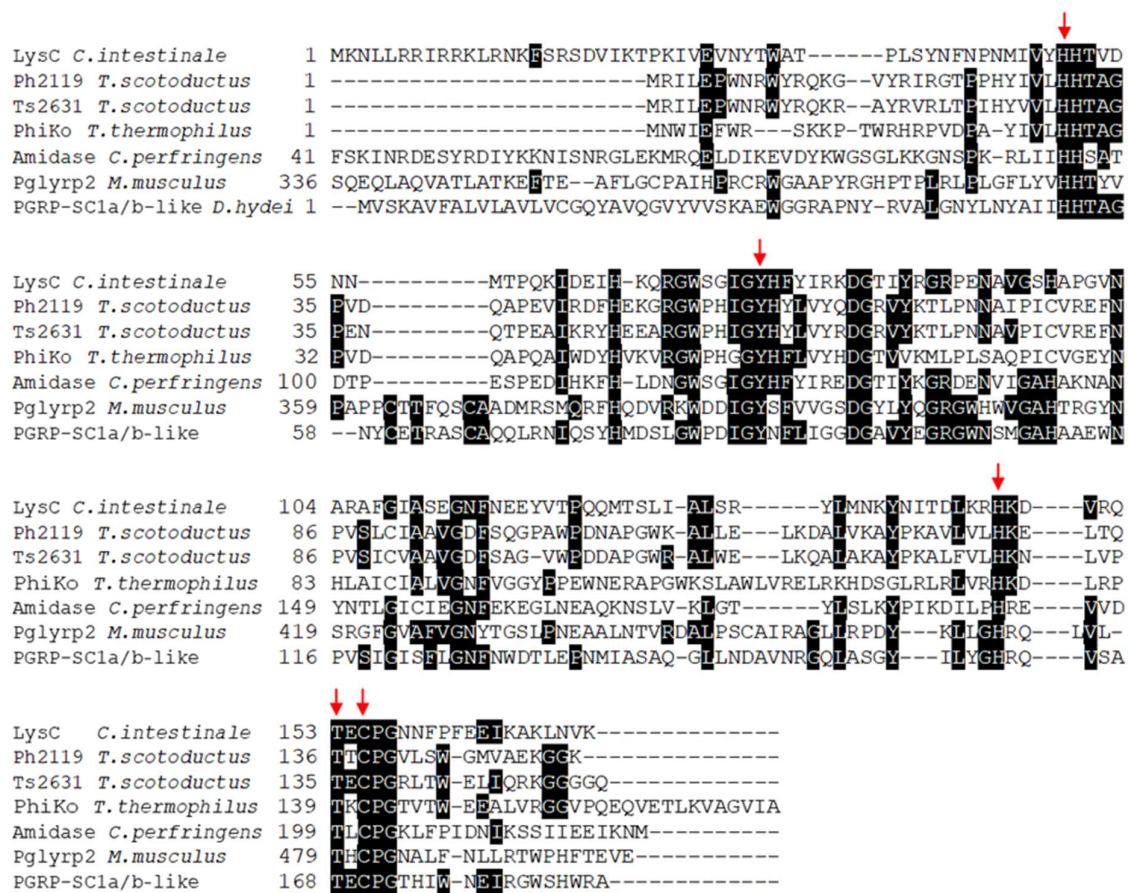 LysC C.intestinale 1 MKNLLRRIRRKLRNKFSRSDVIKTPKIVEVNYTWAT------PLSYNFNPNMIVYHHTVD
Ph2119 T.scotoductus 1 ------------------------MRILEPWNRWYRQKG--VYRIRGTPPHYIVLHHTAG
Ts2631 T.scotoductus 1 ------------------------MRILEPWNRWYRQKR--AYRVRLTPIHYVVLHHTAG
PhiKo T.thermophilus 1 ------------------------MNWIEFWR---SKKP-TWRHRPVDPA-YIVLHHTAG
Amidase C.perfringens 41 FSKINRDESYRDIYKKNISNRGLEKMRQELDIKEVDYKWGSGLKKGNSPK-RLIIHHSAT
Pglyrp2 M.musculus 336 SQEQLAQVATLATKEFTE--AFLGCPAIHPRCRWGAAPYRGHPTPLRLPLGFLYVHHTYV
PGRP-SC1a/b-like D.hydei 1 --MVSKAVFALVLAVLVCGQYAVQGVYVVSKAEWGGRAPNY-RVALGNYLNYAIIHHTAG
LysC C.intestinale 55 NN----------MTPQKIDEIH-KQRGWSGIGYHFYIRKDGTIYRGRPENAVGSHAPGVN
Ph2119 T.scotoductus 35 PVD---------QAPEVIRDFHEKGRGWPHIGYHYLVYQDGRVYKTLPNNAIPICVREFN
Ts2631 T.scotoductus 35 PEN---------QTPEAIKRYHEEARGWPHIGYHYLVYRDGRVYKTLPNNAVPICVREFN
PhiKo T.thermophilus 32 PVD---------QAPQAIWDYHVKVRGWPHGGYHFLVYHDGTVVKMLPLSAQPICVGEYN
Amidase C.perfringens 100 DTP---------ESPEDIHKFH-LDNGWSGIGYHFYIREDGTIYKGRDENVIGAHAKNAN
Pglyrp2 M.musculus 359 PAPPCTTFQSCAADMRSMQRFHQDVRKWDDIGYSFVVGSDGYLYQGRGWHWVGAHTRGYN
PGRP-SC1a/b-like 58 --NYCETRASCAQQLRNIQSYHMDSLGWPDIGYNFLIGGDGAVYEGRGWNSMGAHAAEWN
LysC C.intestinale 104 ARAFGIASEGNFNEEYVTPQQMTSLI-ALSR-----YLMNKYNITDLKRHKD----VRQ
Ph2119 T.scotoductus 86 PVSLCIAAVGDFSQGPAWPDNAPGWK-ALLE---LKDALVKAYPKAVLVLHKE----LTQ
Ts2631 T.scotoductus 86 PVSICVAAVGDFSAG-VWPDDAPGWR-ALWE---LKQALAKAYPKALFVLHKN----LVP
PhiKo T.thermophilus 83 HLAICIALVGNFVGGYPPEWNERAPGWKSLAWLVRELRKHDSGLRLRLVRHKD----LRP
Amidase C.perfringens 149 YNTLGICIEGNFEKEGLNEAQKNSLV-KLGT------YLSLKYPIKDILPHRE----VVD
Pglyrp2 M.musculus 419 SRGFGVAFVGNYTGSLPNEAALNTVRDALPSCAIRAGLLRPDY---KLLGHRQ---LVL-
PGRP-SC1a/b-like 116 PVSIGISFLGNFNWDTLEPNMIASAQ-GLLNDAVNRGQLASGY---ILYGHRQ----VSA
LysC C.intestinale 153 TECPGNNFPFEEIKAKLNVK--------------
Ph2119 T.scotoductus 136 TTCPGVLSW-GMVAEKGGK---------------
Ts2631 T.scotoductus 135 TECPGRLTW-ELIQRKGGGGQ-------------
PhiKo T.thermophilus 139 TKCPGTVTW-EEALVRGGVPQEQVETLKVAGVIA
Amidase C.perfringens 199 TLCPGKLFPIDNIKSSIIEEIKNM----------
Pglyrp2 M.musculus 479 THCPGNALF-NLLRTWPHFTEVE-----------
PGRP-SC1a/b-like 168 TECPGTHIW-NEIRGWSHWRA-------------